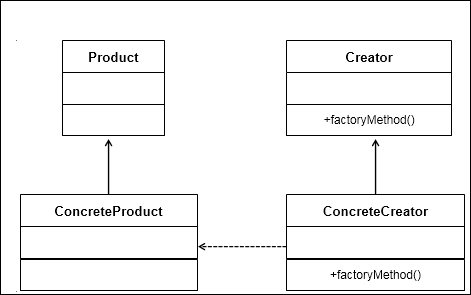 Product
Creator
+factoryMethod()
ConcreteProduct
ConcreteCreator
+factoryMethod()